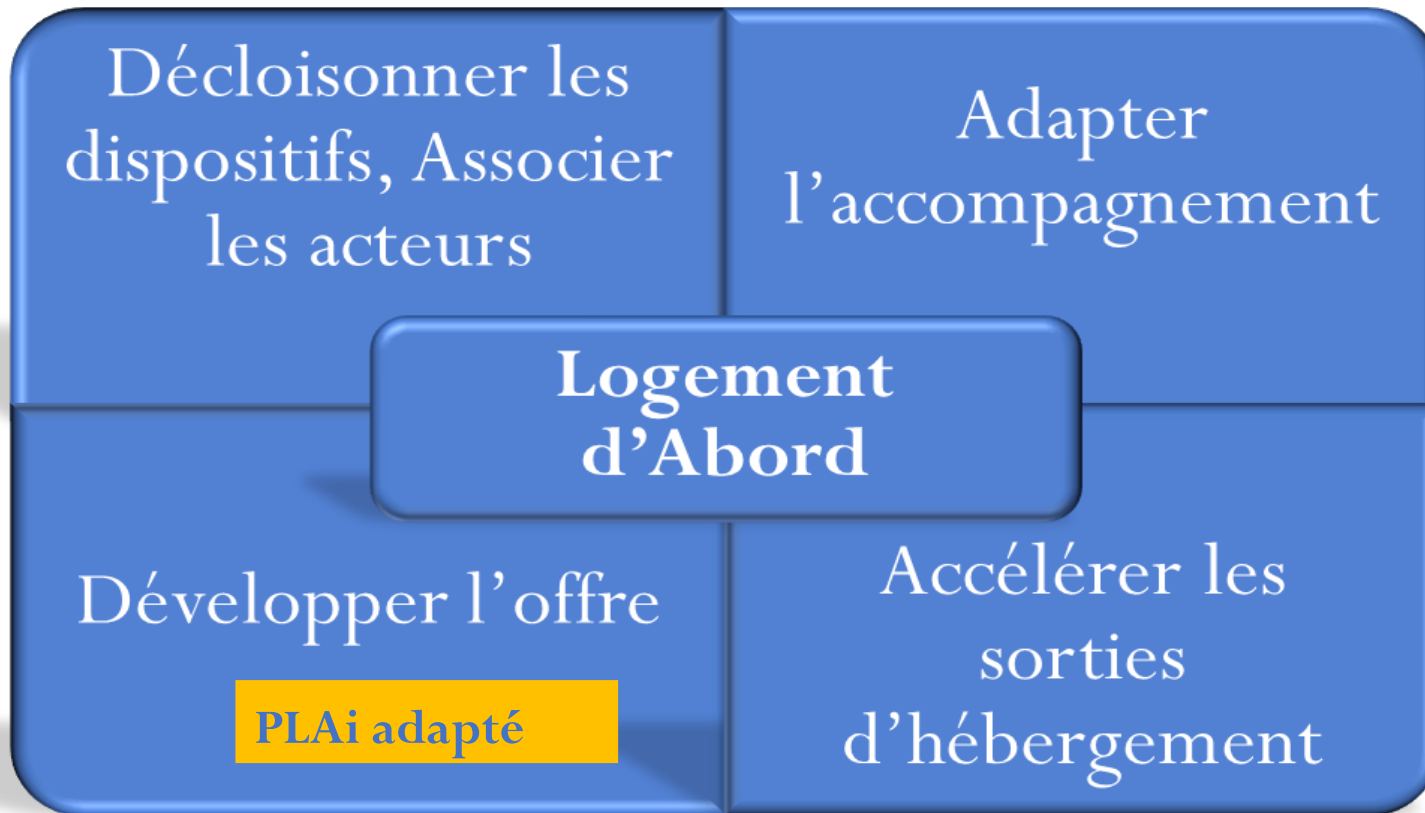 Décloisonner les
dispositifs, Associer
les acteurs
Adapter
l’accompagnement
Logement
d’Abord
Développer l’offre
PLAi adapté
Accélérer les
sorties
d’hébergement